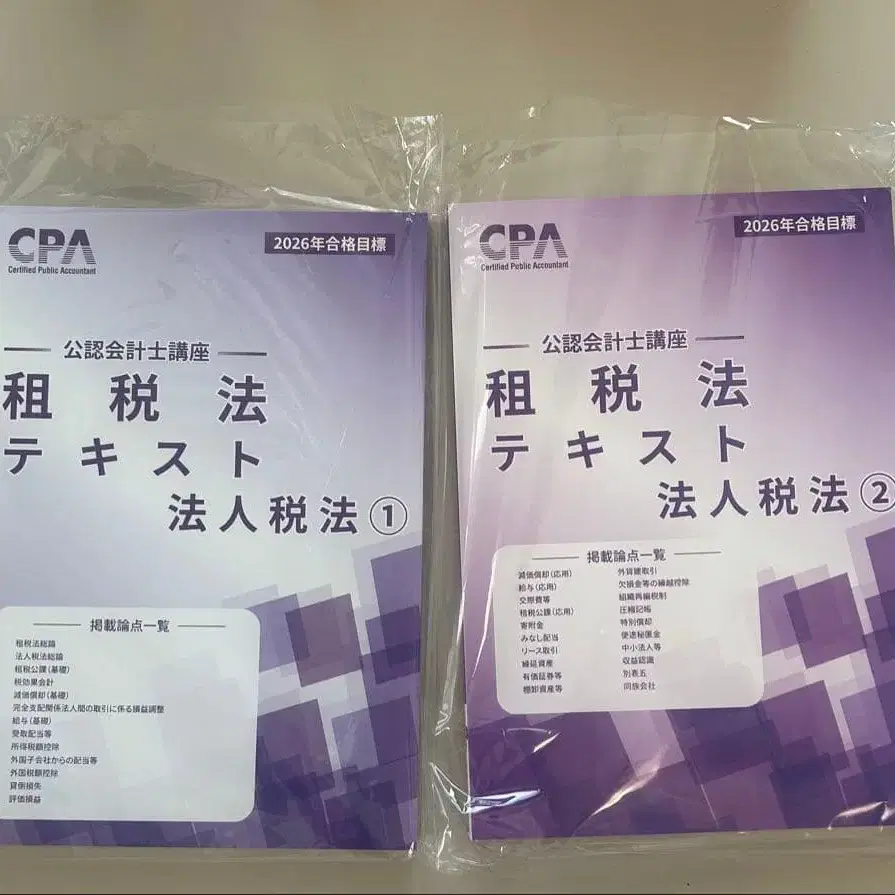 CPA
Certified Public Accountant
2026年合格目標
公認会計士講座
租税法
テキスト
法人税法①
掲載論点一覧
租税法総論
法人税法総論
租税公課(基礎)
税効果会計
減価償却(基礎)
完全支配関係法人間の取引に係る損益調整
給与(基礎)
受取配当等
所得税額控除
外国子会社からの配当等
外国税額控除
貸倒損失
評価損益
CPA
Certified Public Accountant
2026年合格目標
公認会計士講座
租税法
テキスト
法人税法②
掲載論点一覧
減価償却(応用)
給与(応用)
交際費等
租税公課(応用)
寄附金
みなし配当
リース取引
繰延資産
有価証券等
棚卸資産等
外貨建取引
欠損金等の繰越控除
組織再編税制
圧縮記帳
特別償却
使途秘匿金
中小法人等
収益認識
別表五
同族会社